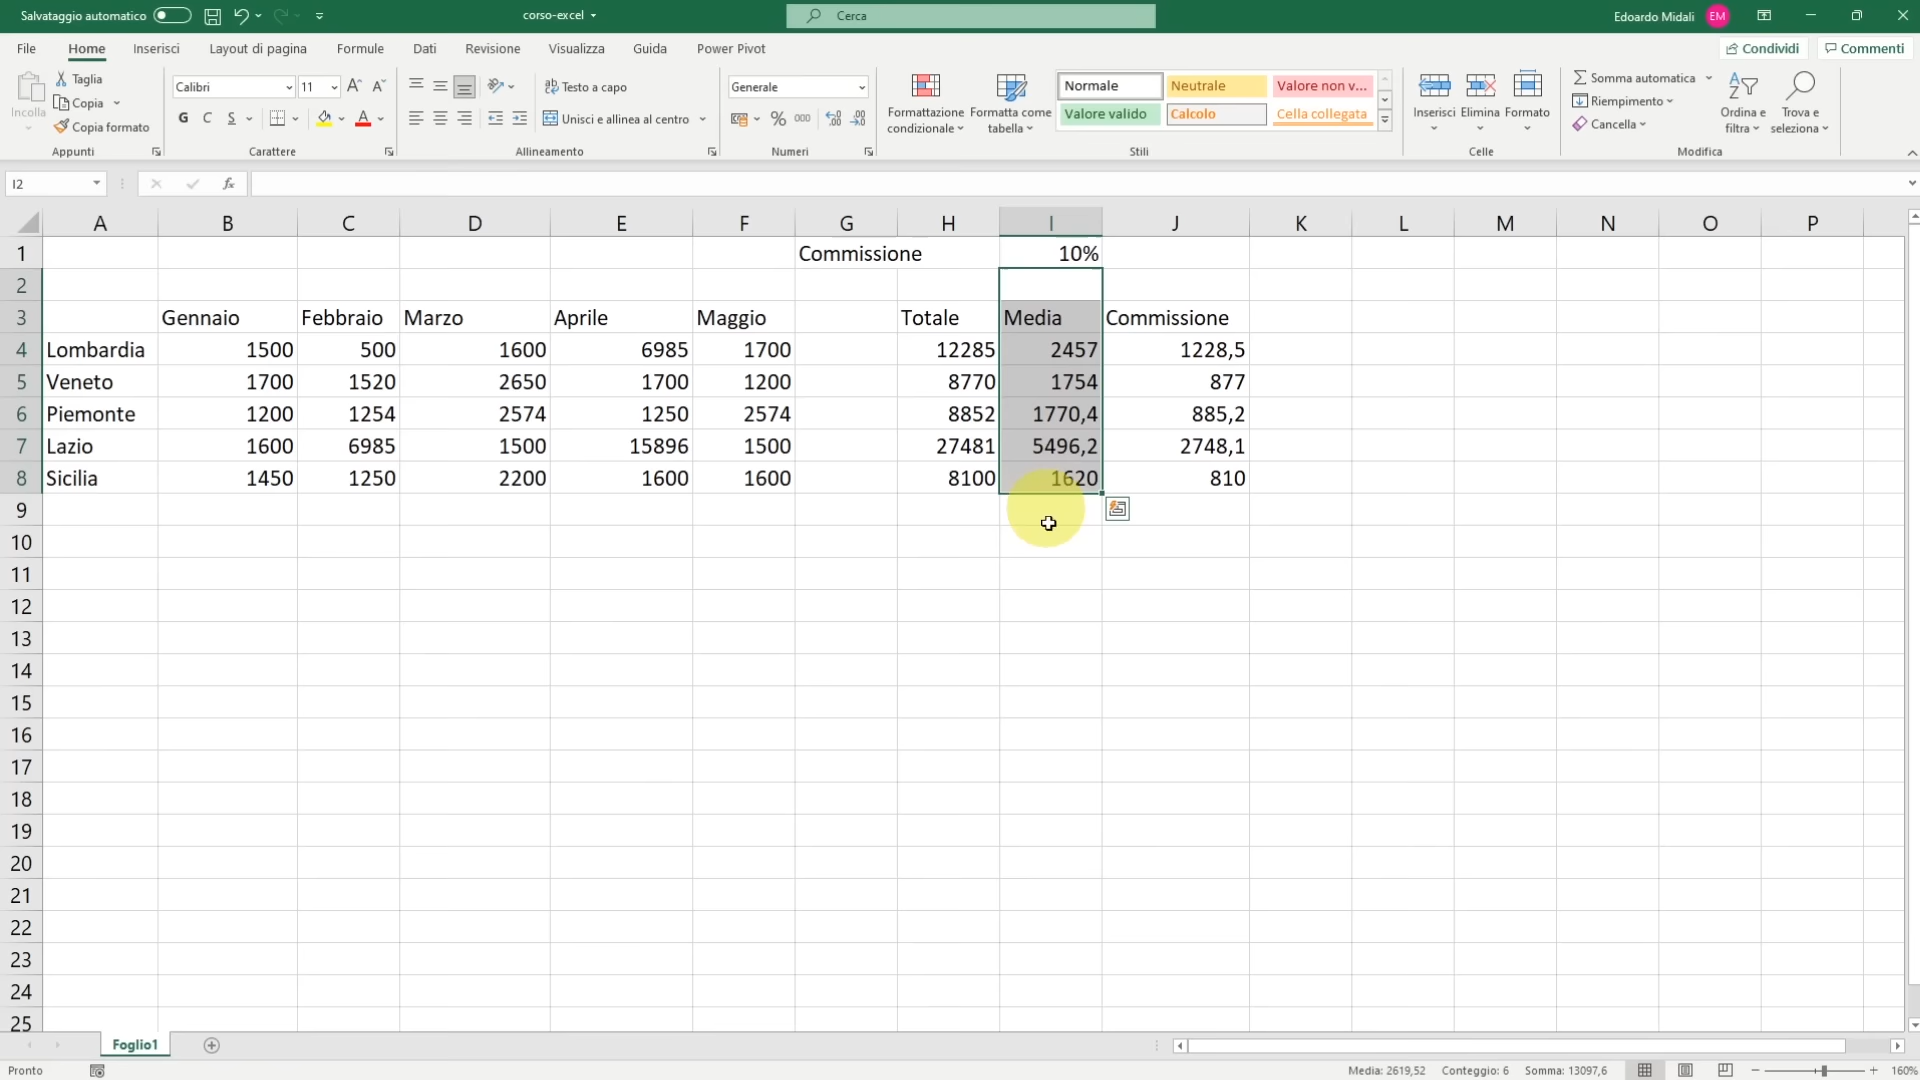 Salvataggio automatico
corso-excel
Cerca
Edoardo Midali EM
File Home Inserisci Layout di pagina Formule Dati Revisione Visualizza Guida Power Pivot Condividi Commenti
Incolla
Taglia
Copia
Copia formato
Appunti
Calibri 11
G C S
Carattere
Testo a capo
Unisci e allinea al centro
Allineamento
Generale
% 000
Numeri
Formattazione condizionale
Formatta come tabella
Normale Neutrale Valore non v...
Valore valido Calcolo Cella collegata
Stili
Inserisci Elimina Formato
Celle
Somma automatica
Riempimento
Cancella
Ordina e filtra
Trova e seleziona
Modifica
I2 fx
A B C D E F G H I J K L M N O P
1 Commissione 10%
2
3 Gennaio Febbraio Marzo Aprile Maggio Totale Media Commissione
4 Lombardia 1500 500 1600 6985 1700 12285 2457 1228,5
5 Veneto 1700 1520 2650 1700 1200 8770 1754 877
6 Piemonte 1200 1254 2574 1250 2574 8852 1770,4 885,2
7 Lazio 1600 6985 1500 15896 1500 27481 5496,2 2748,1
8 Sicilia 1450 1250 2200 1600 1600 8100 1620 810
9
10
11
12
13
14
15
16
17
18
19
20
21
22
23
24
25
Foglio1
Pronto Media: 2619,52 Conteggio: 6 Somma: 13097,6 160%